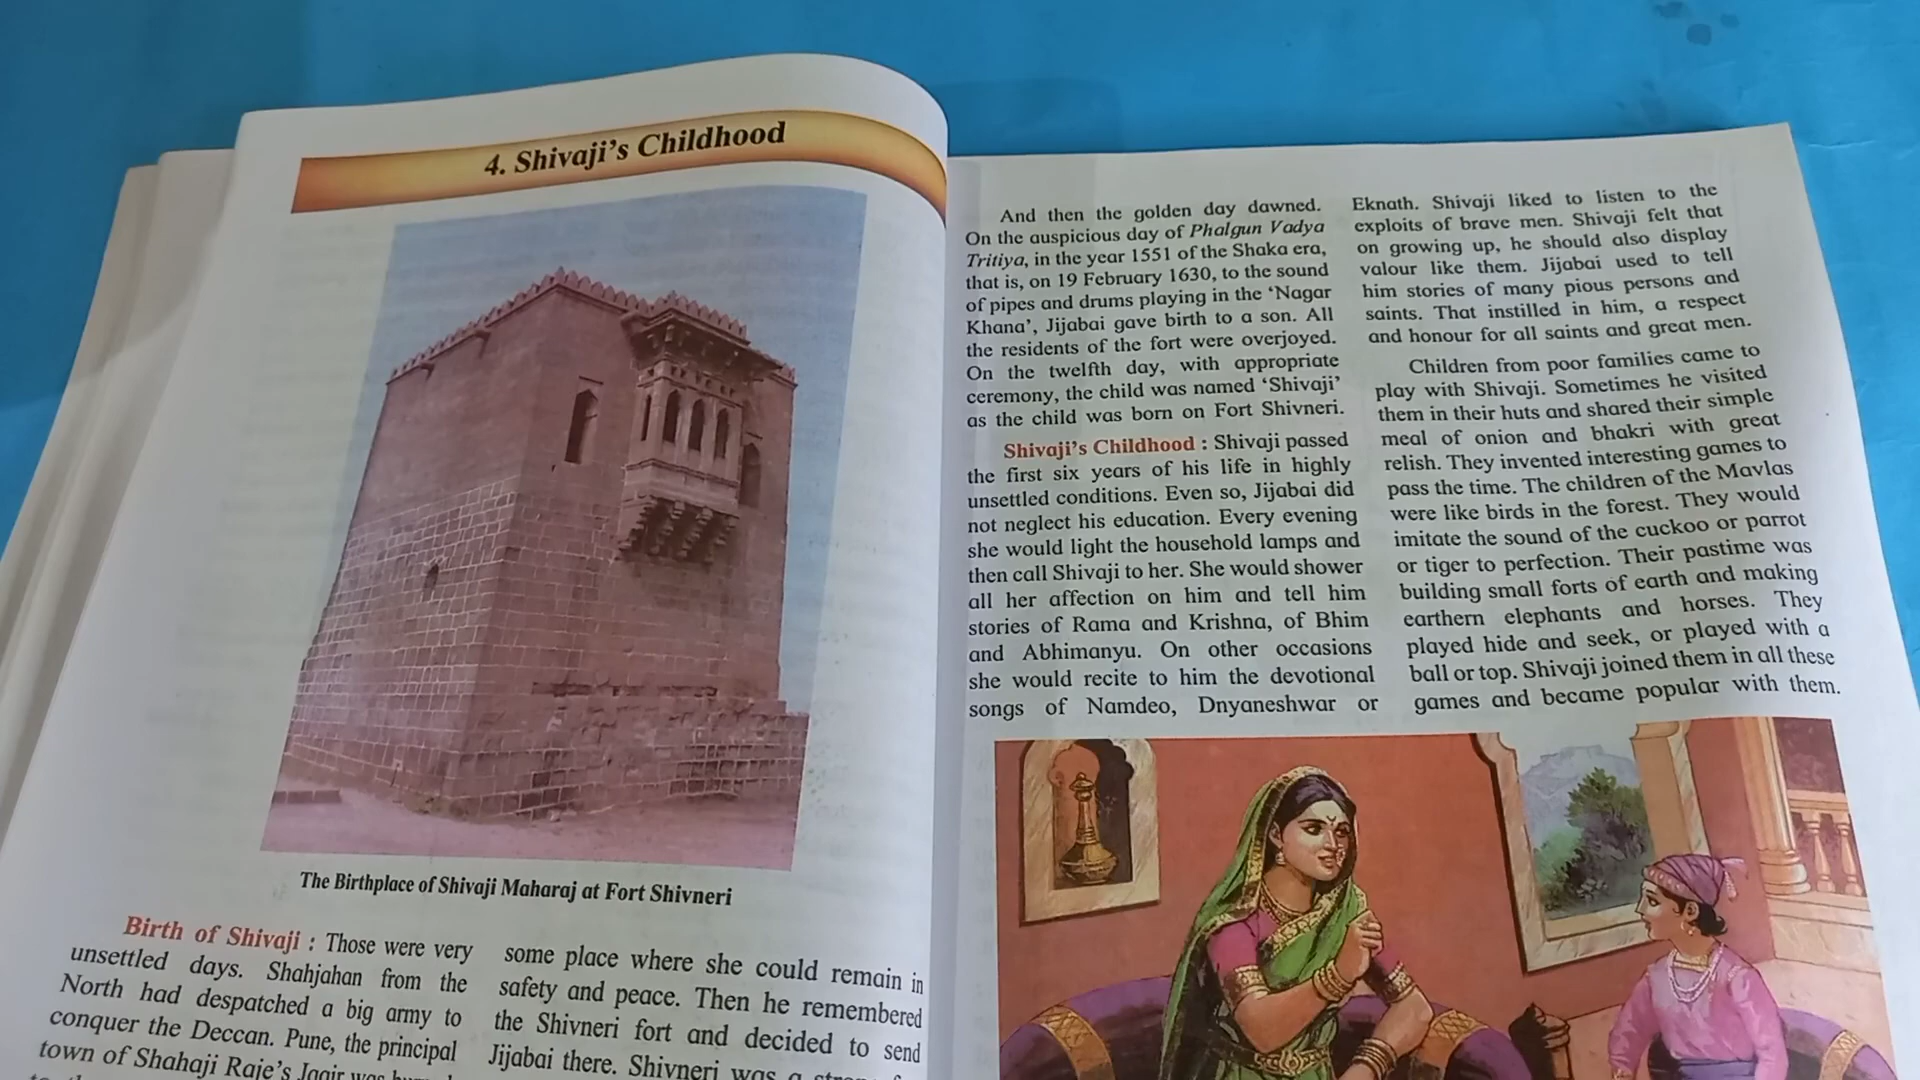 4. Shivaji's Childhood
The Birthplace of Shivaji Maharaj at Fort Shivneri
Birth of Shivaji : Those were very
unsettled days. Shahjahan from the
North had despatched a big army to
conquer the Deccan. Pune, the principal
town of Shahaji Raje's Jagir was
some place where she could remain in
safety and peace. Then he remembered
the Shivneri fort and decided to send
Jijabai there. Shivneri was a
And then the golden day dawned.
On the auspicious day of Phalgun Vadya
Tritiya, in the year 1551 of the Shaka era,
that is, on 19 February 1630, to the sound
of pipes and drums playing in the 'Nagar
Khana', Jijabai gave birth to a son. All
the residents of the fort were overjoyed.
On the twelfth day, with appropriate
ceremony, the child was named 'Shivaji'
as the child was born on Fort Shivneri.
Shivaji's Childhood : Shivaji passed
the first six years of his life in highly
unsettled conditions. Even so, Jijabai did
not neglect his education. Every evening
she would light the household lamps and
then call Shivaji to her. She would shower
all her affection on him and tell him
stories of Rama and Krishna, of Bhim
and Abhimanyu. On other occasions
she would recite to him the devotional
songs of Namdeo, Dnyaneshwar or
Eknath. Shivaji liked to listen to the
exploits of brave men. Shivaji felt that
on growing up, he should also display
valour like them. Jijabai used to tell
him stories of many pious persons and
saints. That instilled in him, a respect
and honour for all saints and great men.
Children from poor families came to
play with Shivaji. Sometimes he visited
them in their huts and shared their simple
meal of onion and bhakri with great
relish. They invented interesting games to
pass the time. The children of the Mavlas
were like birds in the forest. They would
imitate the sound of the cuckoo or parrot
or tiger to perfection. Their pastime was
building small forts of earth and making
earthern elephants and horses. They
played hide and seek, or played with a
ball or top. Shivaji joined them in all these
games and became popular with them.